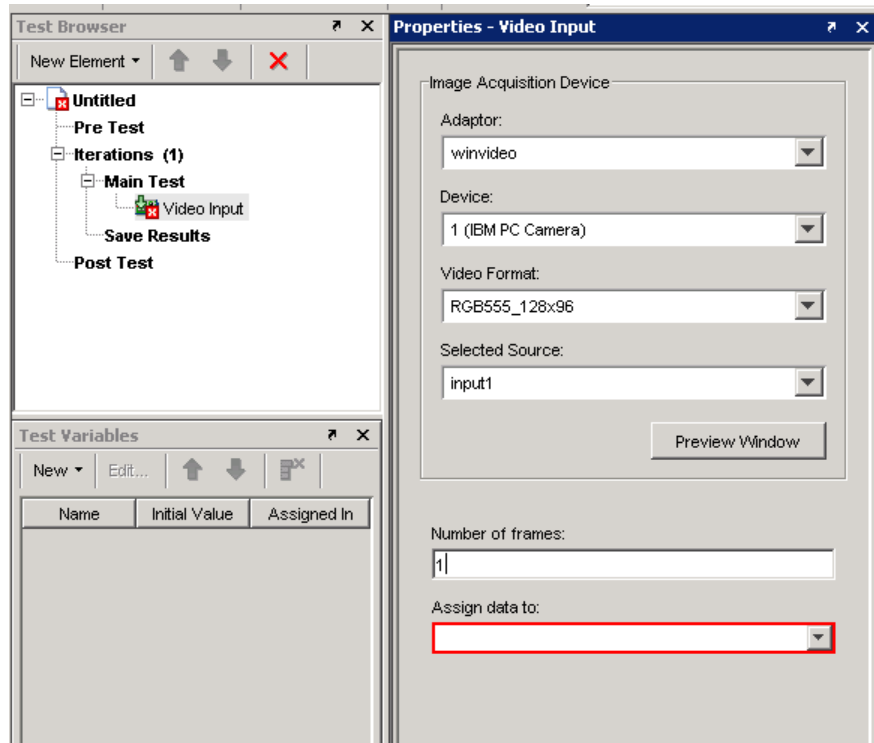 Test Browser
New Element
Untitled
Pre Test
Iterations (1)
Main Test
Video Input
Save Results
Post Test
Test Variables
New
Edit...
Name Initial Value Assigned In
Properties - Video Input
Image Acquisition Device
Adaptor:
winvideo
Device:
1 (IBM PC Camera)
Video Format:
RGB555_128x96
Selected Source:
input1
Preview Window
Number of frames:
1
Assign data to: